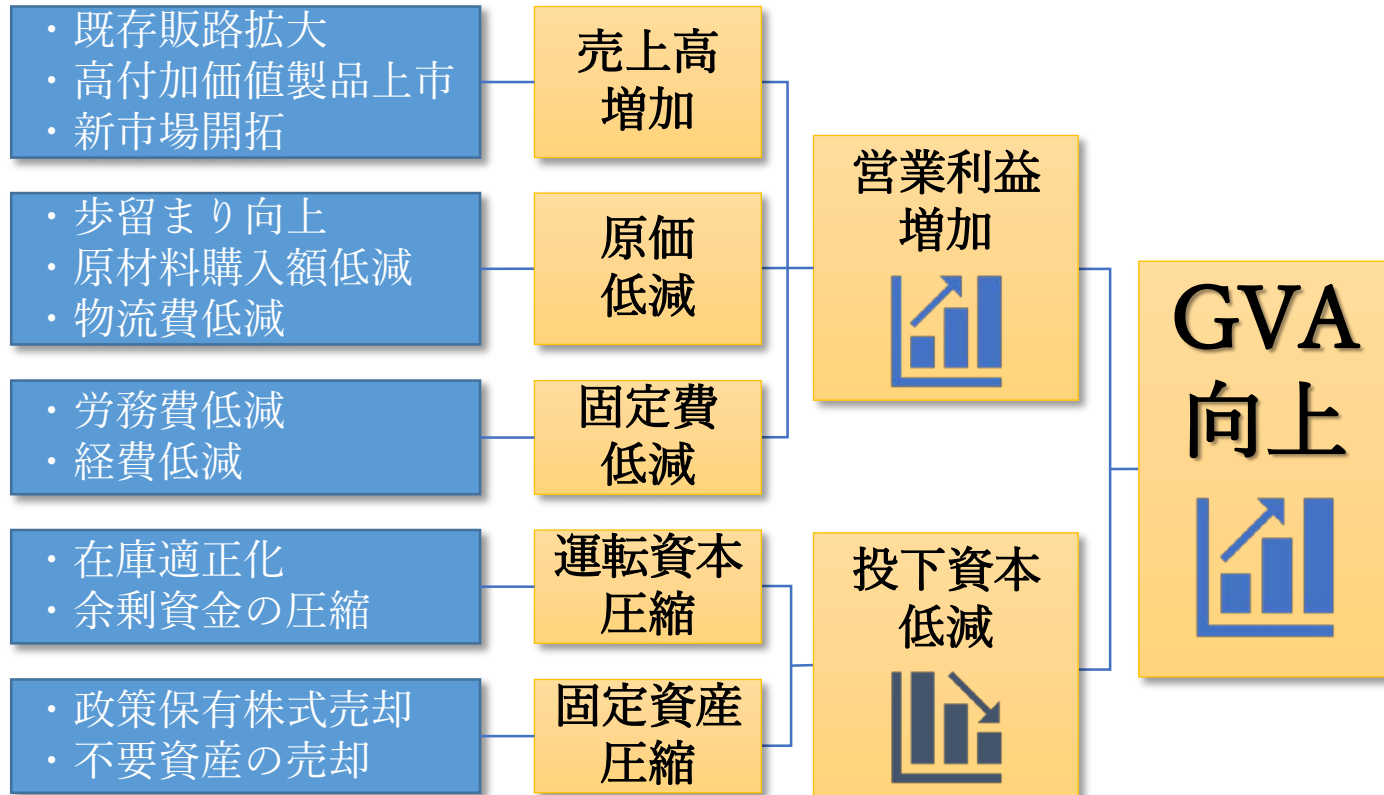 ・既存販路拡大
・高付加価値製品上市
・新市場開拓
売上高
増加
・歩留まり向上
・原材料購入額低減
・物流費低減
原価
低減
・労務費低減
・経費低減
固定費
低減
営業利益
増加
・在庫適正化
・余剰資金の圧縮
運転資本
圧縮
・政策保有株式売却
・不要資産の売却
固定資産
圧縮
投下資本
低減
GVA
向上